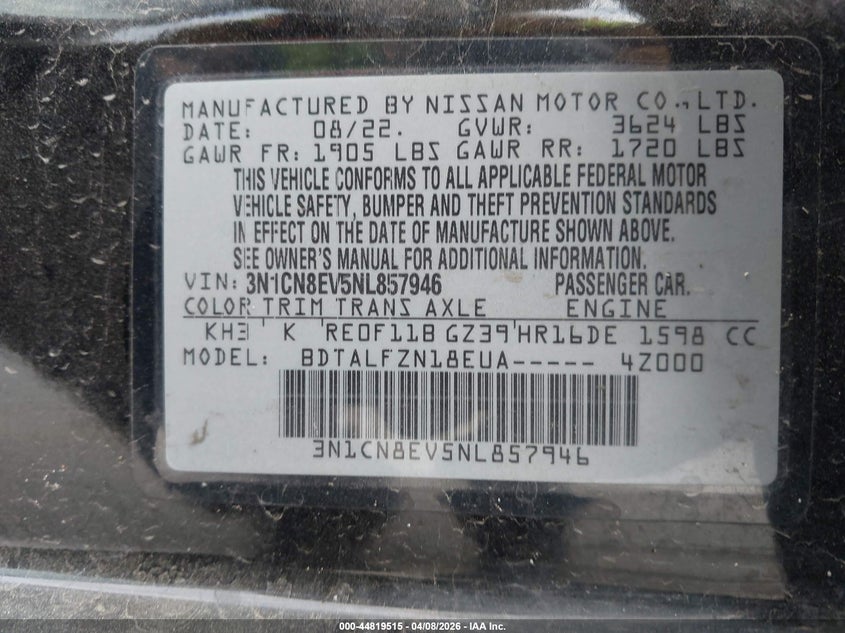 MANUFACTURED BY NISSAN MOTOR CO., LTD.
DATE: 08/22. GVWR: 3624 LBS
GAWR FR: 1905 LBS GAWR RR: 1720 LBS
THIS VEHICLE CONFORMS TO ALL APPLICABLE FEDERAL MOTOR
VEHICLE SAFETY, BUMPER AND THEFT PREVENTION STANDARDS
IN EFFECT ON THE DATE OF MANUFACTURE SHOWN ABOVE.
SEE OWNER'S MANUAL FOR ADDITIONAL INFORMATION.
VIN: 3N1CN8EV5NL857946 PASSENGER CAR.
COLOR TRIM TRANS AXLE ENGINE
KH3 K RE0F11B GZ39 HR16DE 1598 CC
MODEL: BDTALFZN18EUA----- 4Z000
3N1CN8EV5NL857946
000-44819515 - 04/08/2026 - IAA Inc.